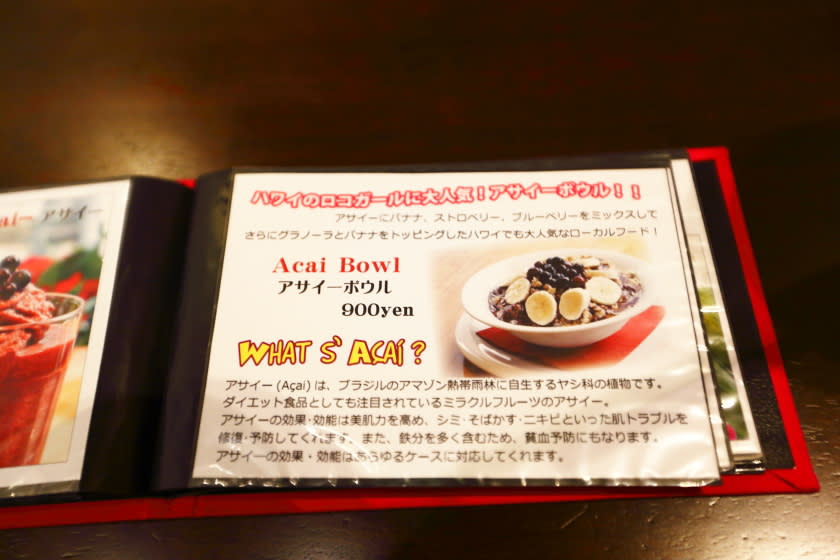 アサイー
ハワイのロコガールに大人気！アサイーボウル！！
アサイーにバナナ、ストロベリー、ブルーベリーをミックスして
さらにグラノーラとバナナをトッピングしたハワイでも大人気なローカルフード！
Acai Bowl
アサイーボウル
900yen
WHAT S' AÇAÍ ?
アサイー (Açaí) は、ブラジルのアマゾン熱帯雨林に自生するヤシ科の植物です。
ダイエット食品としても注目されているミラクルフルーツのアサイー。
アサイーの効果・効能は美肌力を高め、シミ・そばかす・ニキビといった肌トラブルを
修復・予防してくれます。また、鉄分を多く含むため、貧血予防にもなります。
アサイーの効果・効能はあらゆるケースに対応してくれます。